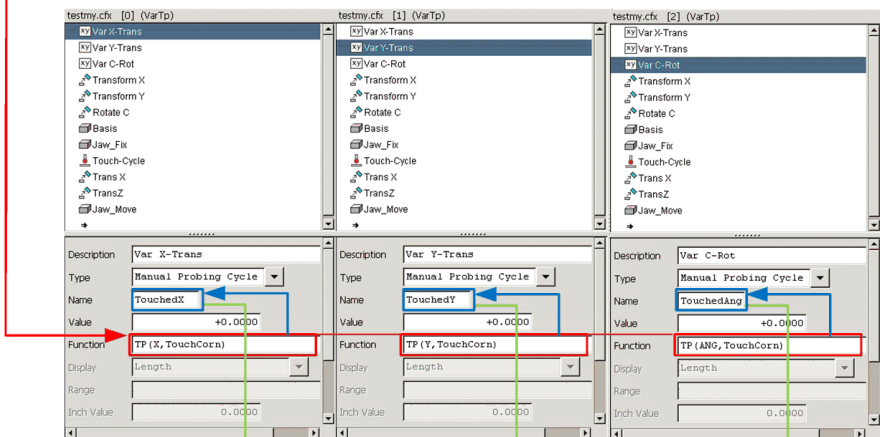 testmy.cfx [0] (VarTp)
Var X-Trans
Var Y-Trans
Var C-Rot
Transform X
Transform Y
Rotate C
Basis
Jaw_Fix
Touch-Cycle
Trans X
TransZ
Jaw_Move
Description Var X-Trans
Type Manual Probing Cycle
Name TouchedX
Value +0.0000
Function TP(X,TouchCorn)
Display Length
Range
Inch Value 0.0000
testmy.cfx [1] (VarTp)
Var X-Trans
Var Y-Trans
Var C-Rot
Transform X
Transform Y
Rotate C
Basis
Jaw_Fix
Touch-Cycle
Trans X
TransZ
Jaw_Move
Description Var Y-Trans
Type Manual Probing Cycle
Name TouchedY
Value +0.0000
Function TP(Y,TouchCorn)
Display Length
Range
Inch Value 0.0000
testmy.cfx [2] (VarTp)
Var X-Trans
Var Y-Trans
Var C-Rot
Transform X
Transform Y
Rotate C
Basis
Jaw_Fix
Touch-Cycle
Trans X
TransZ
Jaw_Move
Description Var C-Rot
Type Manual Probing Cycle
Name TouchedAng
Value +0.0000
Function TP(ANG,TouchCorn)
Display Length
Range
Inch Value 0.0000